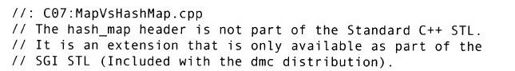 //: C07:MapVsHashMap.cpp
// The hash_map header is not part of the Standard C++ STL.
// It is an extension that is only available as part of the
// SGI STL (Included with the dmc distribution).